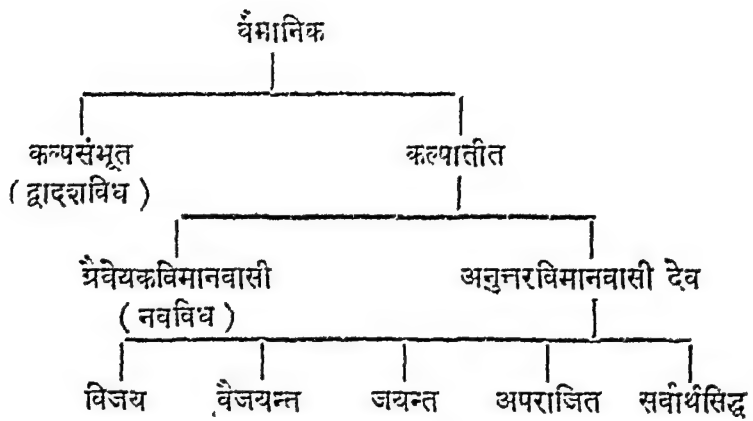 वैमानिक
कल्पसंभूत कल्पातीत
( द्वादशविध )
ग्रैवेयकविमानवासी अनुत्तरविमानवासी देव
( नवविध )
विजय वैजयन्त जयन्त अपराजित सर्वार्थसिद्ध